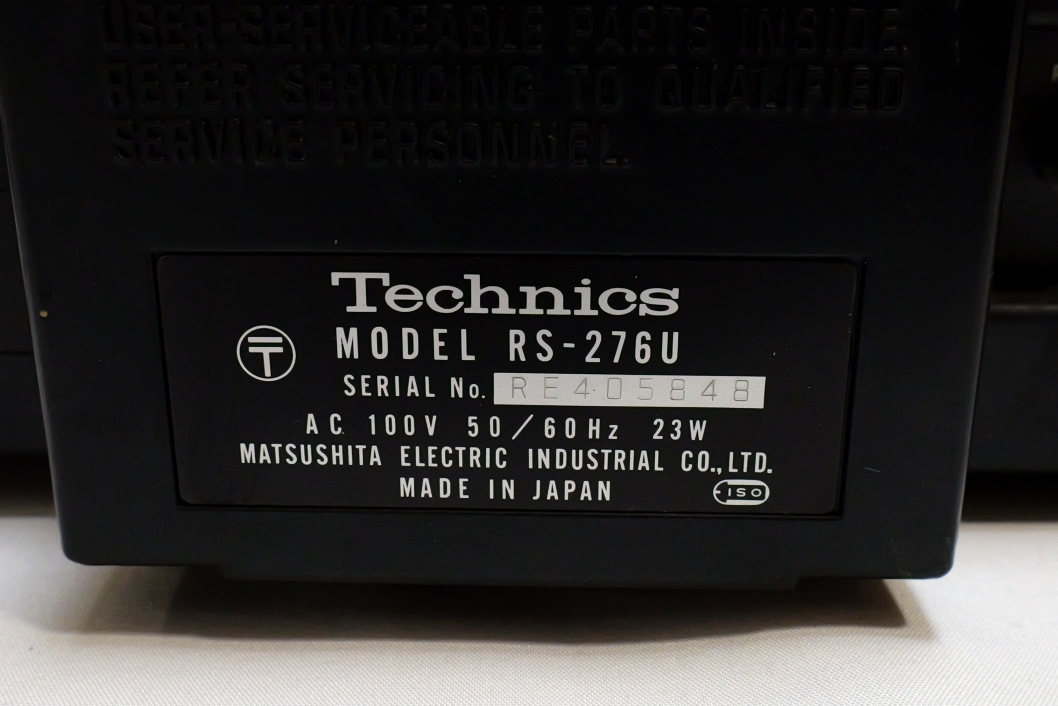 USER-SERVICEABLE PARTS INSIDE.
REFER SERVICING TO QUALIFIED
SERVICE PERSONNEL.
Technics
MODEL RS-276U
SERIAL No. RE405848
AC 100V 50/60Hz 23W
MATSUSHITA ELECTRIC INDUSTRIAL CO.,LTD.
MADE IN JAPAN
ISO